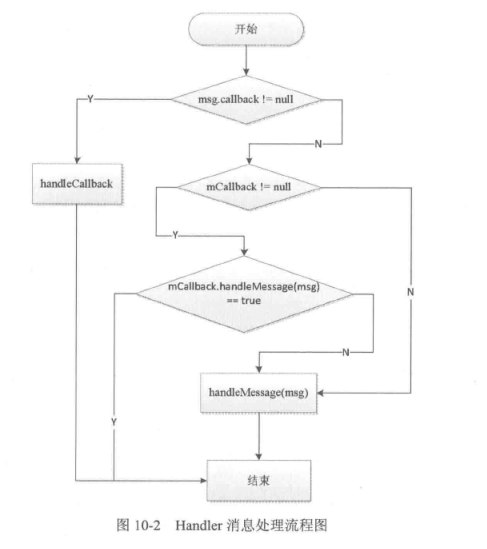 开始
msg.callback != null
Y
N
handleCallback
mCallback != null
Y
mCallback.handleMessage(msg)
== true
N
N
handleMessage(msg)
Y
结束
图 10-2 Handler 消息处理流程图